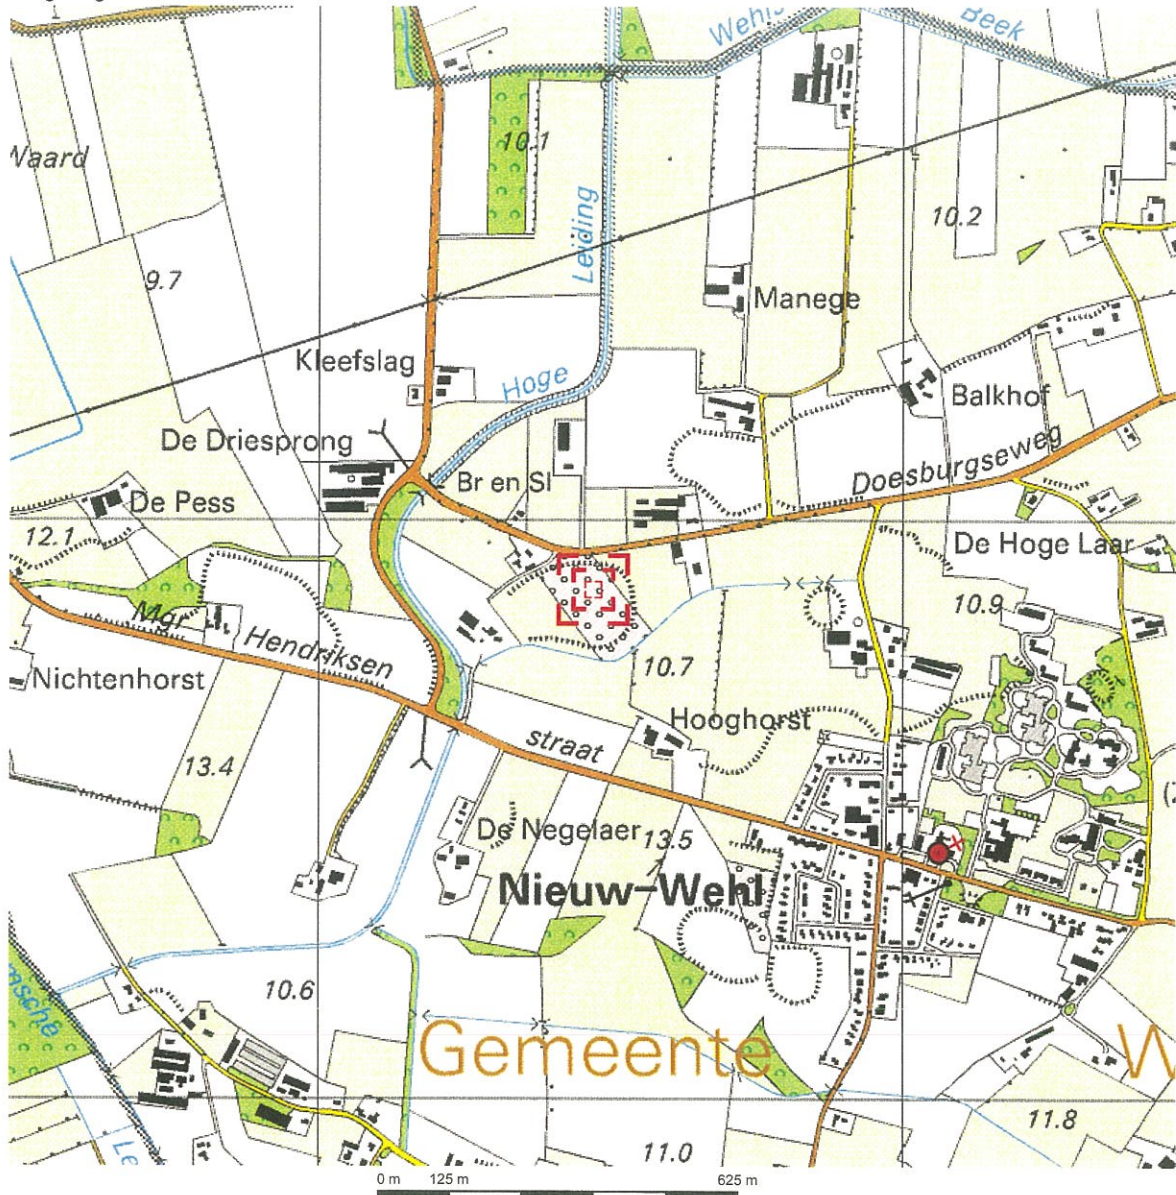 Wehlse
Beek
Waard
10.1
Leiding
10.2
9.7
Manege
Kleefslag
Hoge
Balkhof
De Driesprong
Doesburgseweg
Br en Sl
De Pess
12.1
De Hoge Laar
Mgr Hendriksen straat
10.9
10.7
Nichtenhorst
Hooghorst
13.4
De Negelaer
13.5
Nieuw-Wehl
10.6
Gemeente W
11.8
11.0
0 m 125 m 625 m